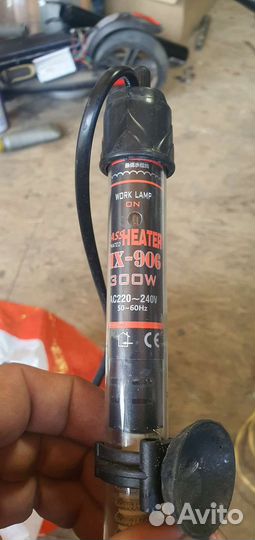 WORK LAMP
ON
HEATER
-906
300W
AC220~240V
50~60Hz
CE
Avito